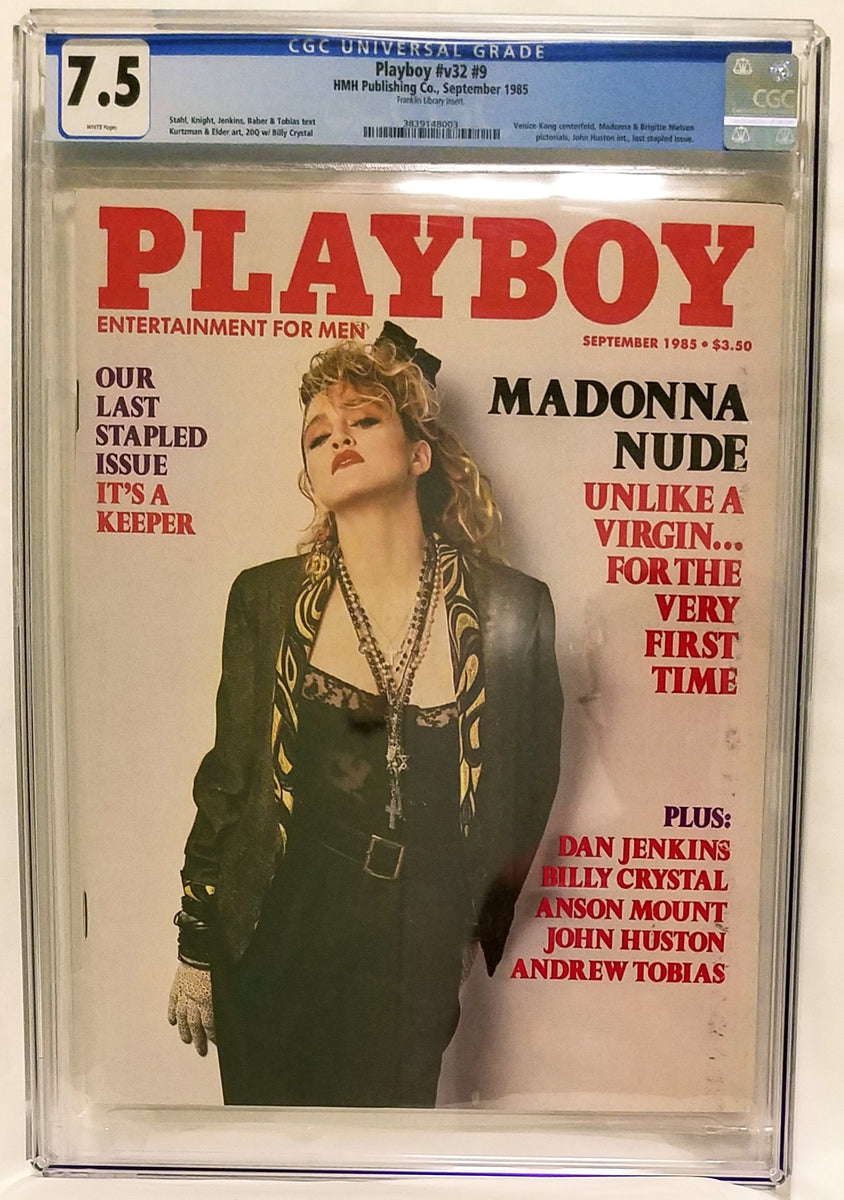 CGC UNIVERSAL GRADE
7.5
WHITE Pages
Playboy #v32 #9
HMH Publishing Co., September 1985
Franklin Library insert.
Stahl, Knight, Jenkins, Baber & Tobias text
Kurtzman & Elder art, 20Q w/ Billy Crystal
3839148003
Venice Kong centerfold, Madonna & Brigitte Nielsen
pictorials, John Huston int., last stapled issue.
CGC
PLAYBOY
ENTERTAINMENT FOR MEN
SEPTEMBER 1985 • $3.50
OUR
LAST
STAPLED
ISSUE
IT'S A
KEEPER
MADONNA
NUDE
UNLIKE A
VIRGIN...
FOR THE
VERY
FIRST
TIME
PLUS:
DAN JENKINS
BILLY CRYSTAL
ANSON MOUNT
JOHN HUSTON
ANDREW TOBIAS